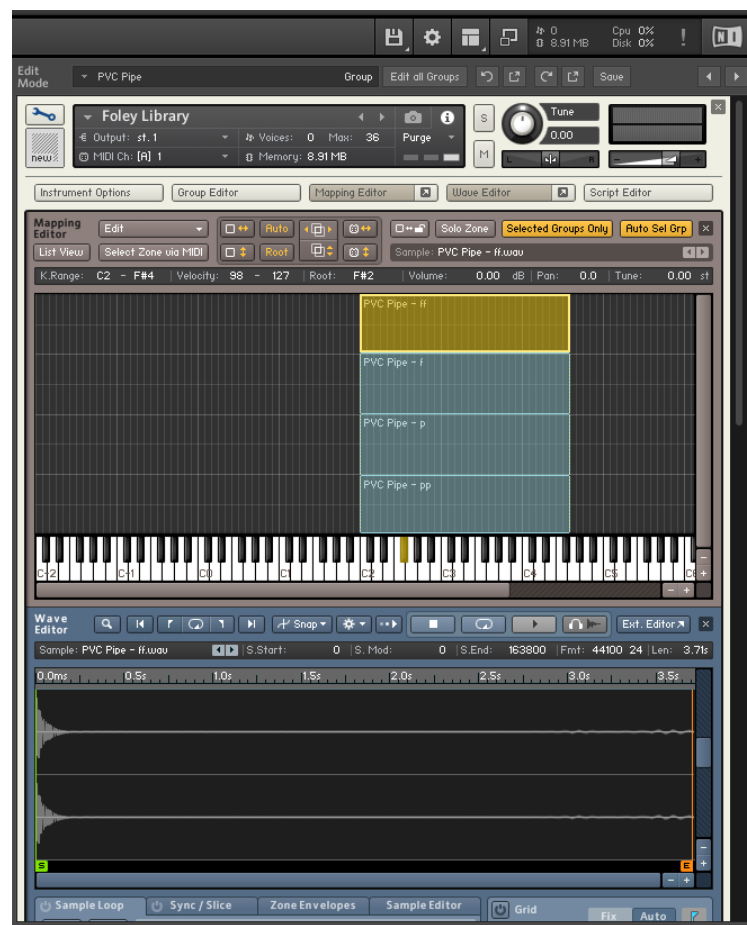 0 Cpu 0%
8.91 MB Disk 0% !
Edit Mode PVC Pipe Group Edit all Groups Save
Foley Library i S Tune
Output: st. 1 Voices: 0 Max: 36 Purge 0.00
new MIDI Ch: [A] 1 Memory: 8.91 MB M L R - +
Instrument Options Group Editor Mapping Editor Wave Editor Script Editor
Mapping Editor Edit Auto Solo Zone Selected Groups Only Auto Sel Grp
List View Select Zone via MIDI Root Sample: PVC Pipe - ff.wav
K.Range: C2 - F#4 | Velocity: 98 - 127 | Root: F#2 | Volume: 0.00 dB | Pan: 0.0 | Tune: 0.00 st
PVC Pipe - ff
PVC Pipe - f
PVC Pipe - p
PVC Pipe - pp
C-2 C-1 C0 C1 C2 C3 C4 C5 C6 - +
- +
Wave Editor Snap Ext. Editor
Sample: PVC Pipe - ff.wav | S.Start: 0 | S. Mod: 0 | S.End: 163800 | Fmt: 44100 24 | Len: 3.71s
0.0ms 0.5s 1.0s 1.5s 2.0s 2.5s 3.0s 3.5s
S E - +
- +
Sample Loop Sync / Slice Zone Envelopes Sample Editor Grid
Fix Auto